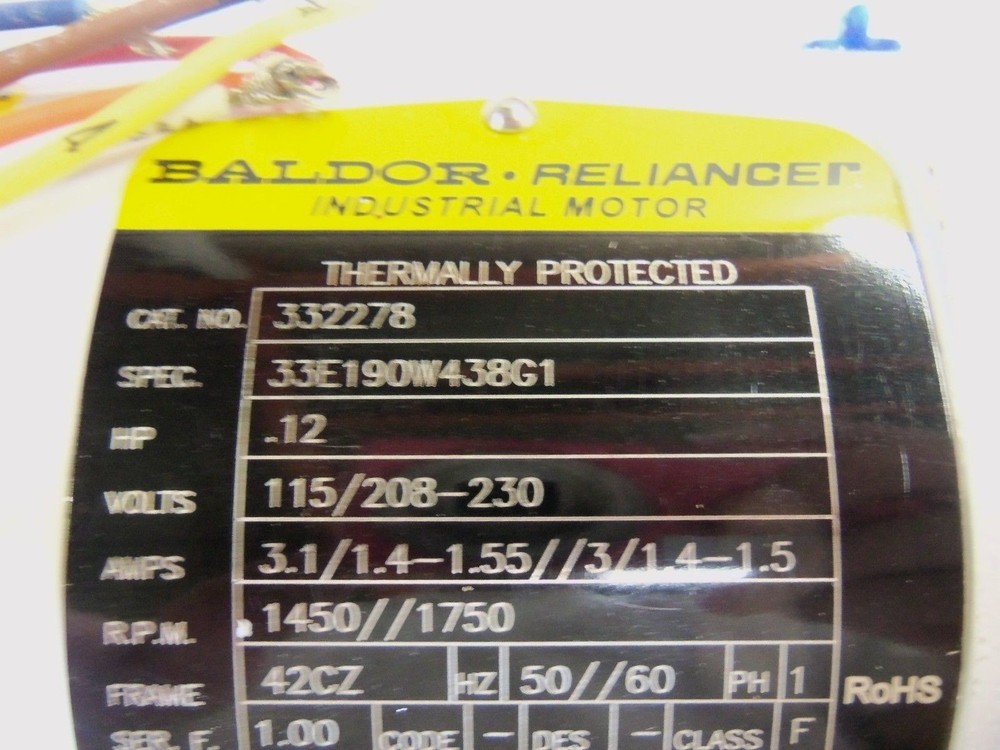 BALDOR · RELIANCER
INDUSTRIAL MOTOR
THERMALLY PROTECTED
CAT. NO. 332278
SPEC. 33E190W438G1
HP .12
VOLTS 115/208-230
AMPS 3.1/1.4-1.55//3/1.4-1.5
R.P.M. 1450//1750
FRAME 42CZ HZ 50//60 PH 1 RoHS
SER. F. 1.00 CODE - DES - CLASS F